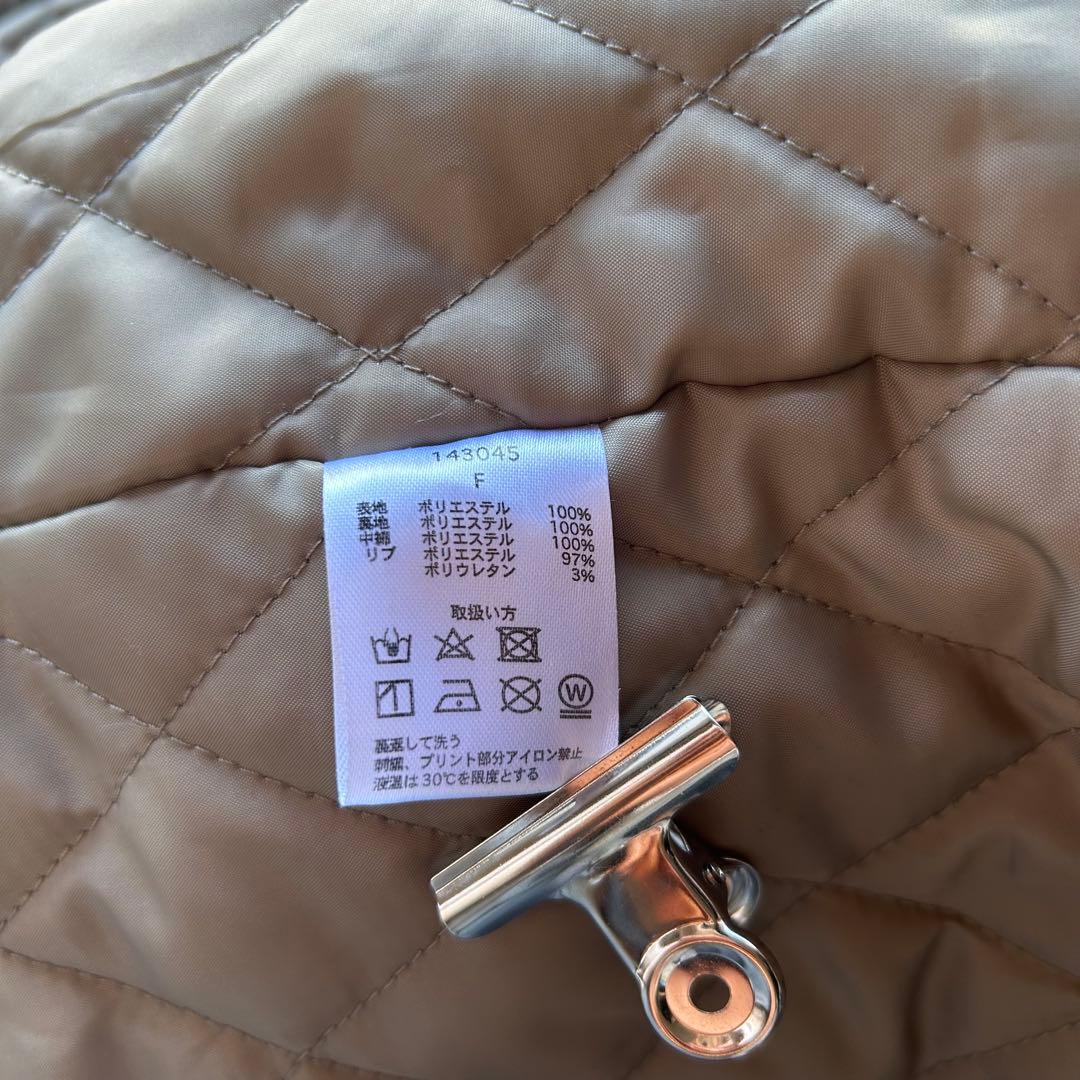 143045
F
表地 ポリエステル 100%
裏地 ポリエステル 100%
中綿 ポリエステル 100%
リブ ポリエステル 97%
ポリウレタン 3%
取扱い方
W
裏返して洗う
刺繍、プリント部分アイロン禁止
液温は30℃を限度とする